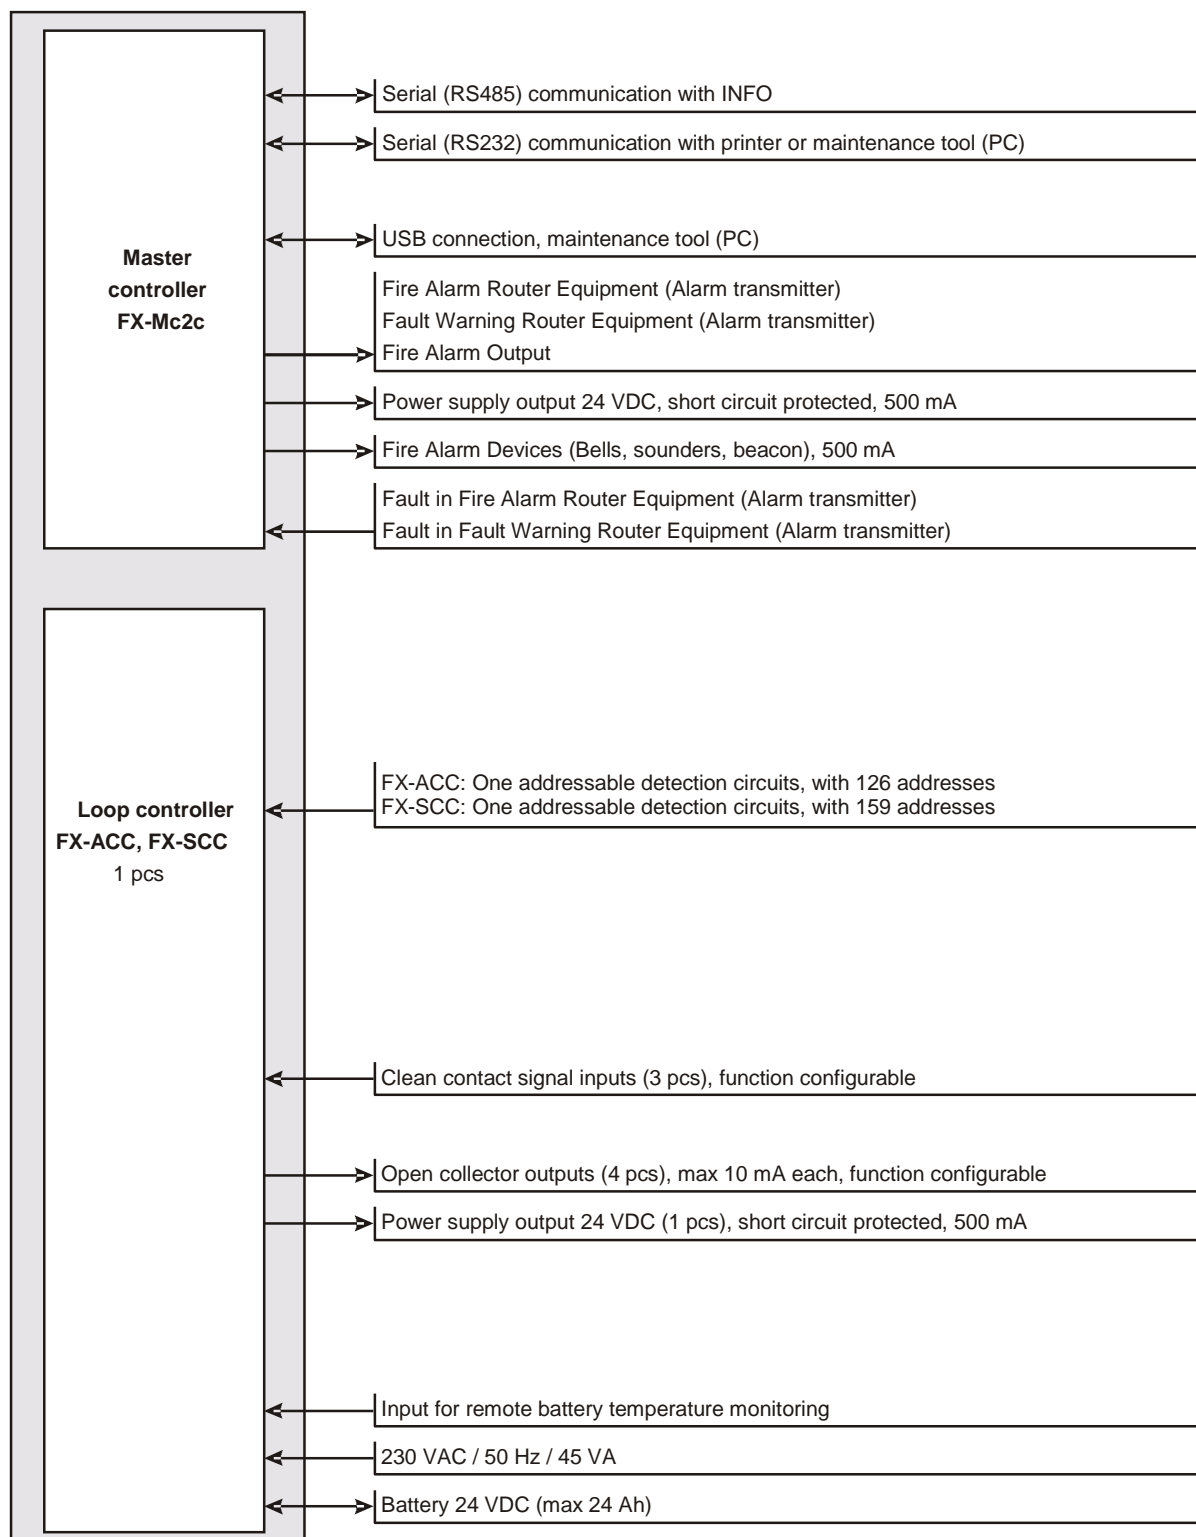 Serial (RS485) communication with INFO
Serial (RS232) communication with printer or maintenance tool (PC)
USB connection, maintenance tool (PC)
Master
controller
FX-Mc2c
Fire Alarm Router Equipment (Alarm transmitter)
Fault Warning Router Equipment (Alarm transmitter)
Fire Alarm Output
Power supply output 24 VDC, short circuit protected, 500 mA
Fire Alarm Devices (Bells, sounders, beacon), 500 mA
Fault in Fire Alarm Router Equipment (Alarm transmitter)
Fault in Fault Warning Router Equipment (Alarm transmitter)
Loop controller
FX-ACC, FX-SCC
1 pcs
FX-ACC: One addressable detection circuits, with 126 addresses
FX-SCC: One addressable detection circuits, with 159 addresses
Clean contact signal inputs (3 pcs), function configurable
Open collector outputs (4 pcs), max 10 mA each, function configurable
Power supply output 24 VDC (1 pcs), short circuit protected, 500 mA
Input for remote battery temperature monitoring
230 VAC / 50 Hz / 45 VA
Battery 24 VDC (max 24 Ah)